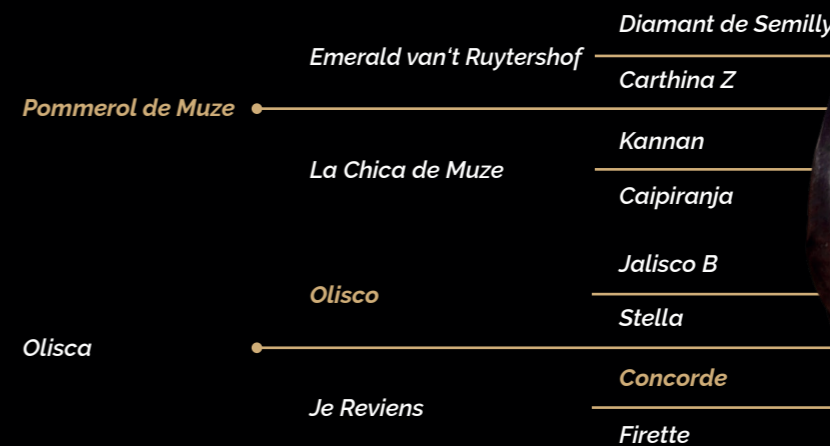 Diamant de Semilly
Emerald van‘t Ruytershof
Carthina Z
Pommerol de Muze
Kannan
La Chica de Muze
Caipiranja
Jalisco B
Olisco
Stella
Olisca
Concorde
Je Reviens
Firette